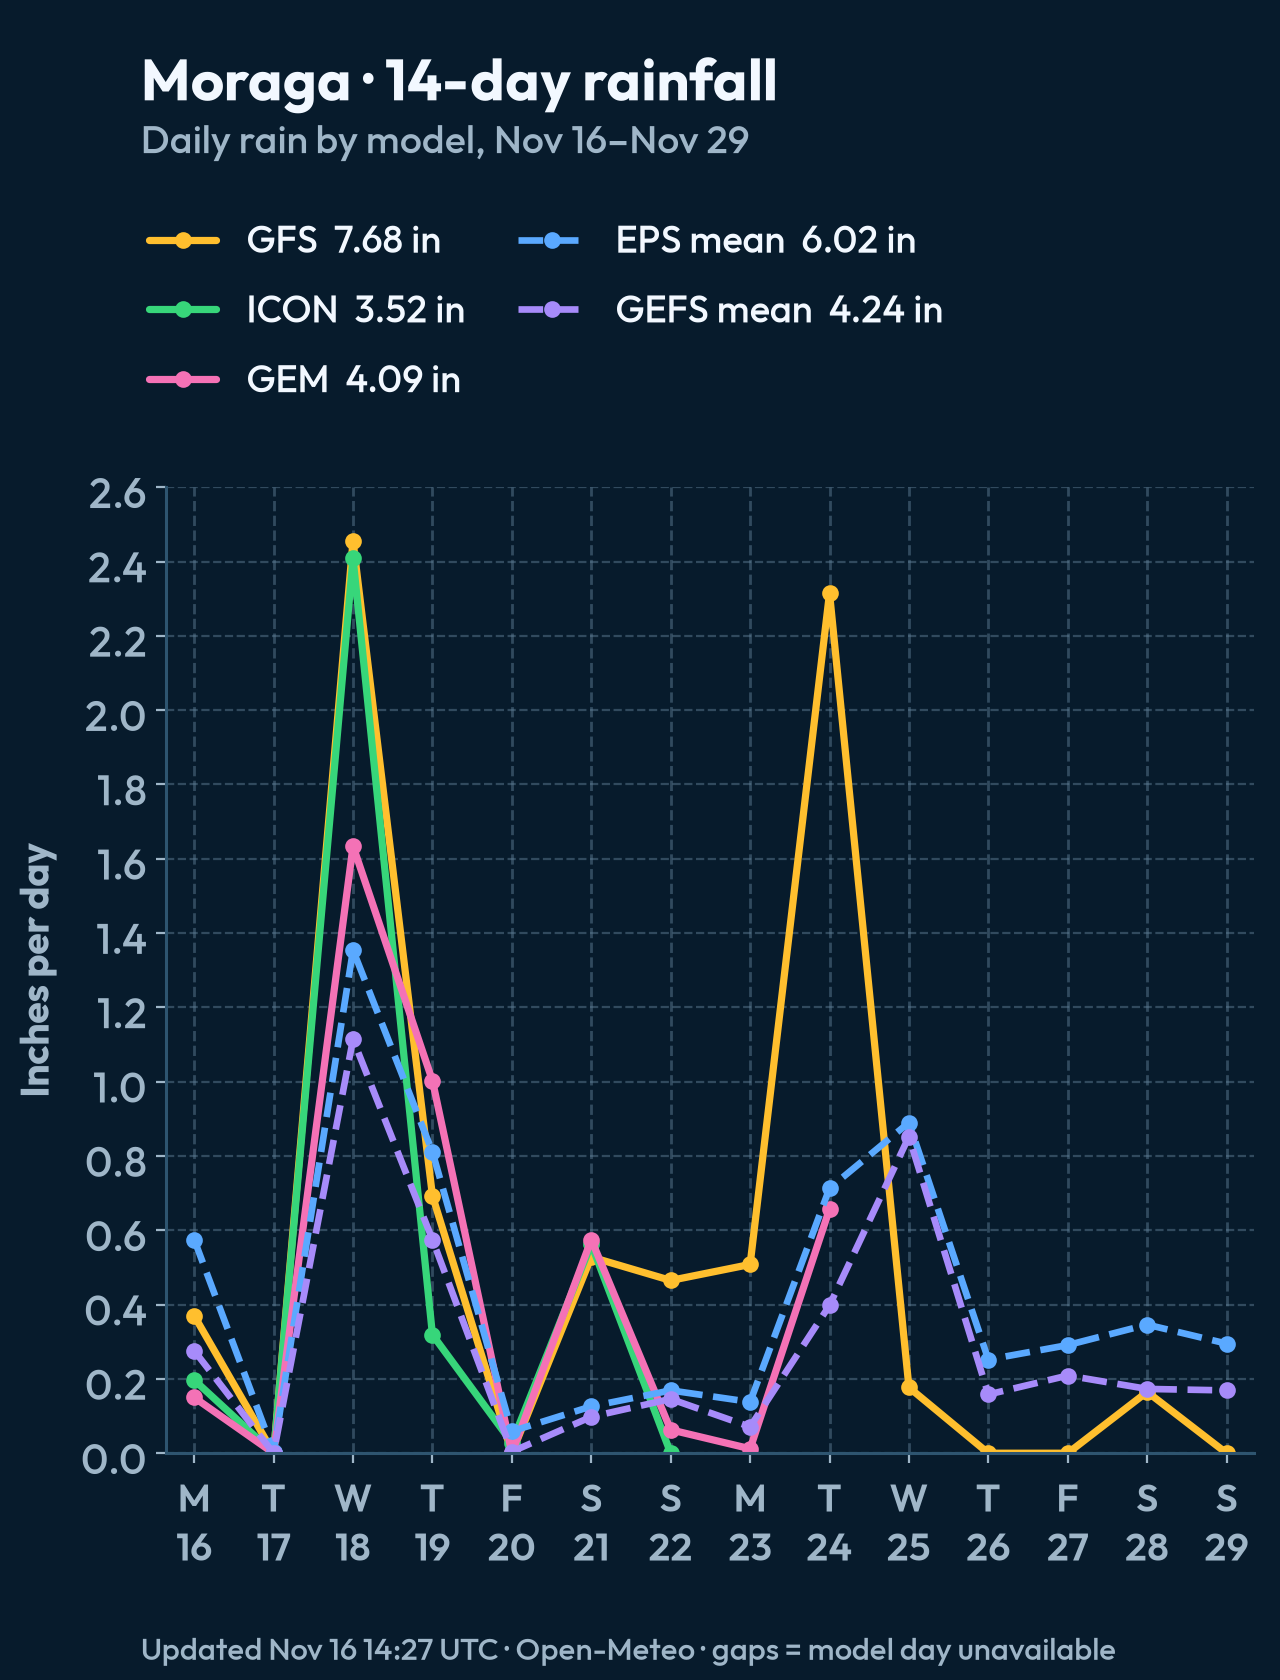 Moraga · 14-day rainfall
Daily rain by model, Nov 16–Nov 29
GFS 7.68 in
EPS mean 6.02 in
ICON 3.52 in
GEFS mean 4.24 in
GEM 4.09 in
Inches per day
2.6
2.4
2.2
2.0
1.8
1.6
1.4
1.2
1.0
0.8
0.6
0.4
0.2
0.0
M T W T F S S M T W T F S S
16 17 18 19 20 21 22 23 24 25 26 27 28 29
Updated Nov 16 14:27 UTC · Open-Meteo · gaps = model day unavailable